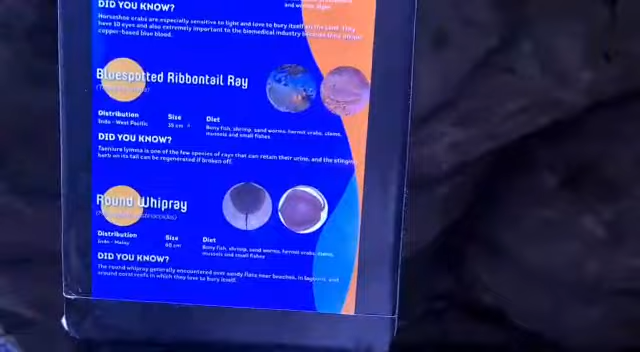 DID YOU KNOW?
Horseshoe crabs are especially sensitive to light and love to bury itself on the sand. They
have 10 eyes and also extremely important to the biomedical industry because they
copper-based blue blood.
Bluespotted Ribbontail Ray
Distribution
Size
Diet
Indo - West Pacific
35 cm
Bony fish, shrimp, sand worms, hermit crabs, clams,
mussels and small fishes
DID YOU KNOW?
Taeniura lymma is one of the few species of rays that can retain their urine, and the stinging
barb on its tail can be regenerated if broken off.
Round Whipray
Distribution
Size
Diet
Indo - Malay
Bony fish, shrimp, sand worms, hermit crabs, clams,
mussels and small fishes
DID YOU KNOW?
The round whipray generally encountered over sandy flats near beaches, in lagoons, and
around coral reefs in which they love to bury itself.